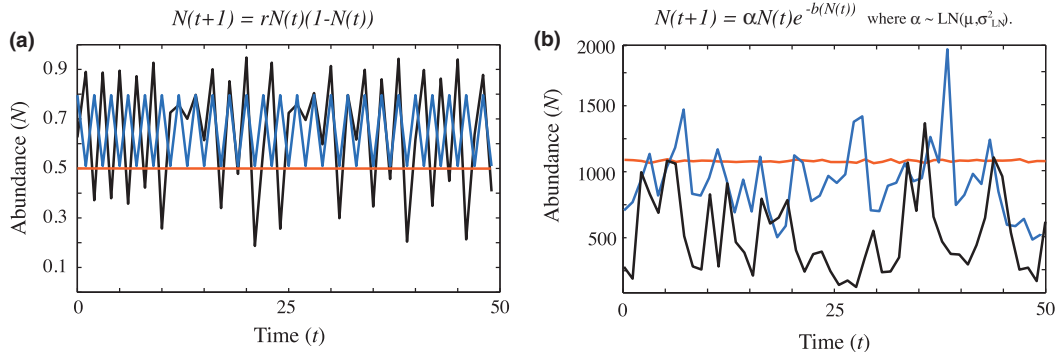 N(t+1) = rN(t)(1-N(t))
(a)
0.9
0.7
0.5
0.3
0.1
Abundance (N)
0
25
50
Time (t)
N(t+1) = αN(t)e^-b(N(t)) where α ~ LN(μ,σ²LN).
(b)
2000
1500
1000
500
Abundance (N)
0
25
50
Time (t)